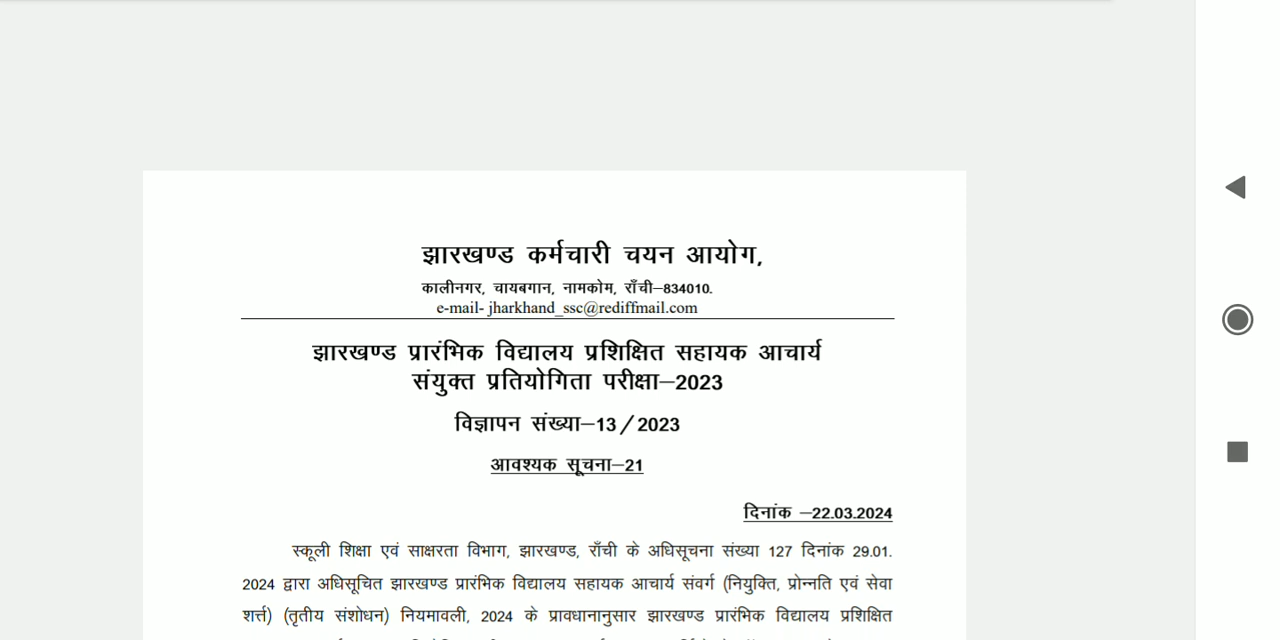 झारखण्ड कर्मचारी चयन आयोग,
कालीनगर, चायबगान, नामकोम, राँची–834010.
e-mail- jharkhand_ssc@rediffmail.com
झारखण्ड प्रारंभिक विद्यालय प्रशिक्षित सहायक आचार्य
संयुक्त प्रतियोगिता परीक्षा–2023
विज्ञापन संख्या–13/2023
आवश्यक सूचना–21
दिनांक –22.03.2024
स्कूली शिक्षा एवं साक्षरता विभाग, झारखण्ड, राँची के अधिसूचना संख्या 127 दिनांक 29.01.
2024 द्वारा अधिसूचित झारखण्ड प्रारंभिक विद्यालय सहायक आचार्य संवर्ग (नियुक्ति, प्रोन्नति एवं सेवा
शर्त्त) (तृतीय संशोधन) नियमावली, 2024 के प्रावधानानुसार झारखण्ड प्रारंभिक विद्यालय प्रशिक्षित